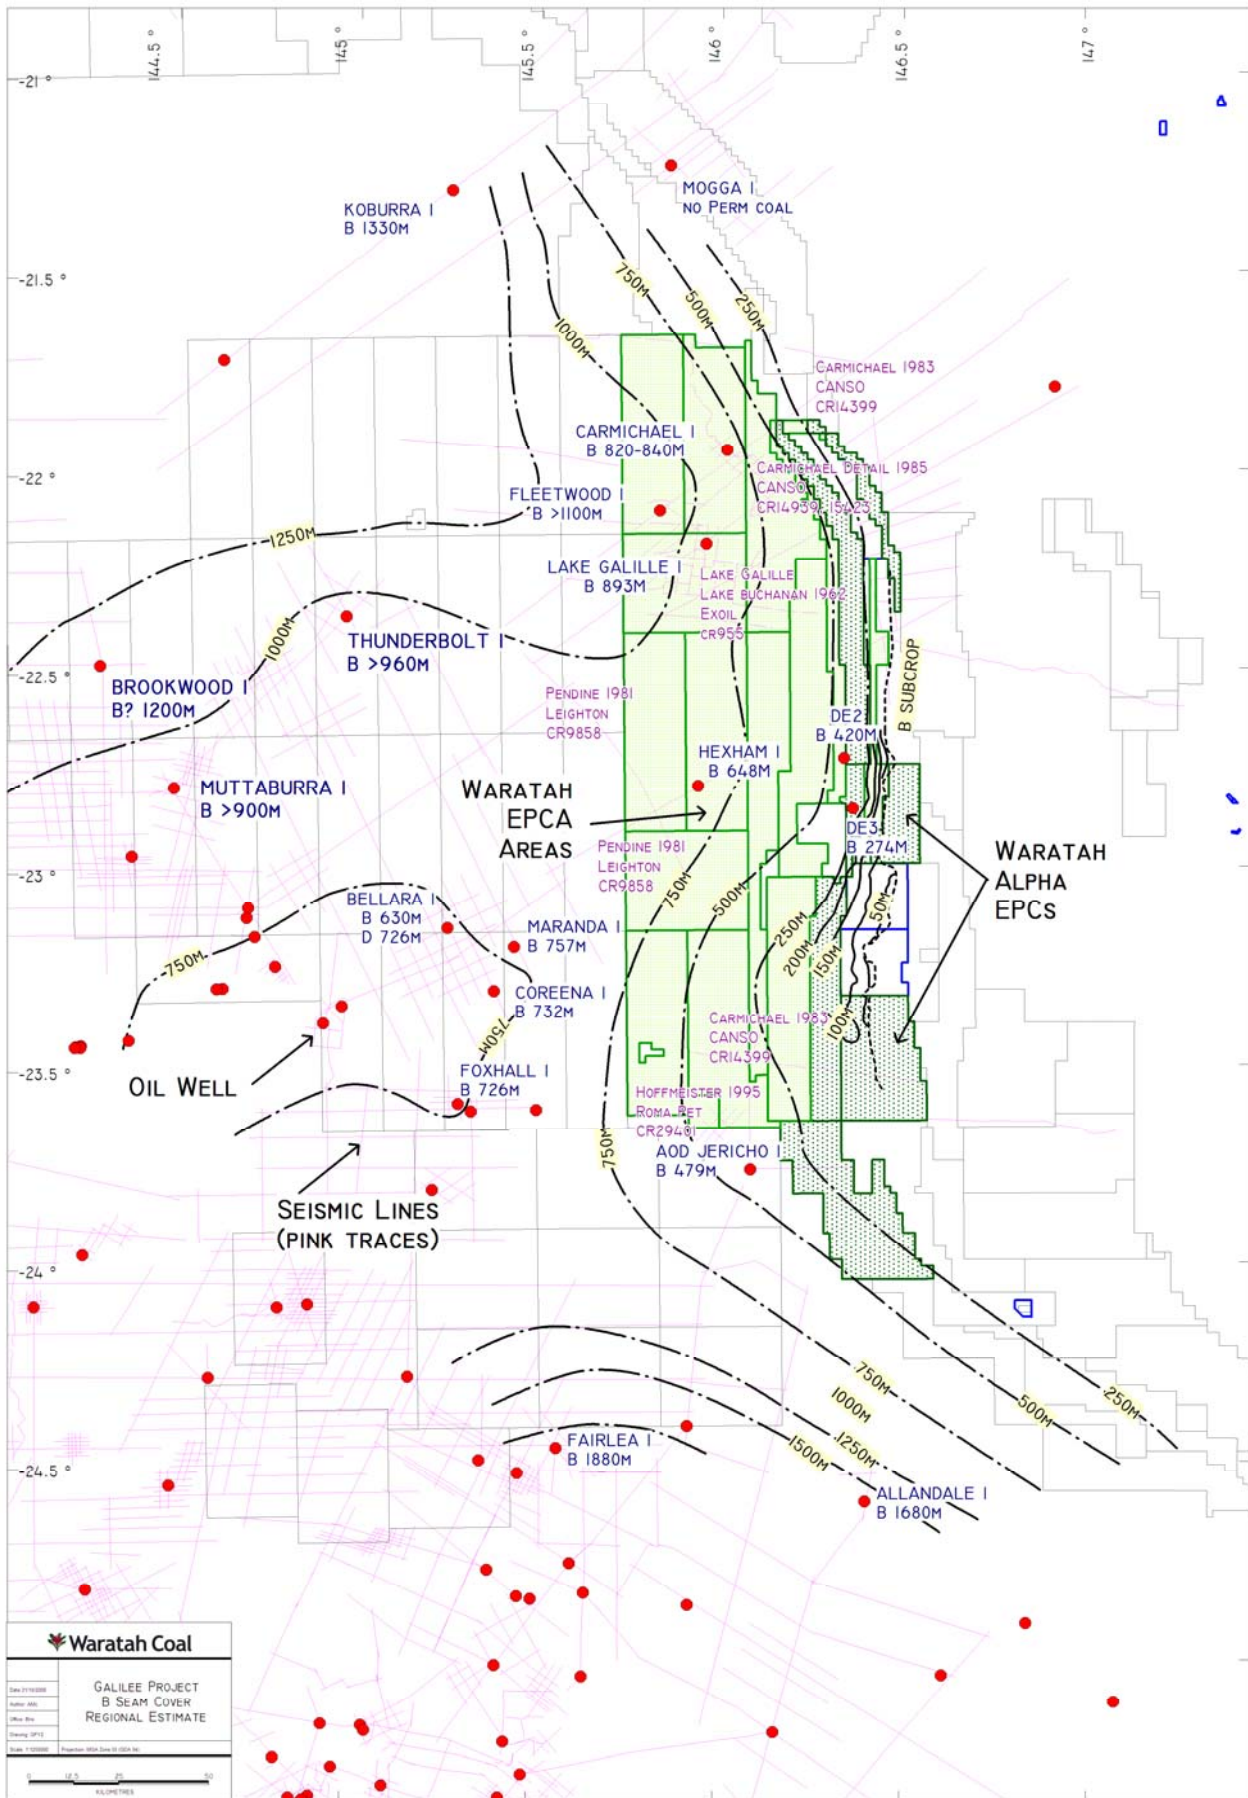 144.5 °
145 °
145.5 °
146 °
146.5 °
147 °
-21 °
-21.5 °
-22 °
-22.5 °
-23 °
-23.5 °
-24 °
-24.5 °
KOBURRA 1
B 1330M
MOGGA 1
NO PERM COAL
750M
500M
250M
1000M
CARMICHAEL 1983
CANSO
CR14399
CARMICHAEL 1
B 820-840M
CARMICHAEL DETAIL 1985
CANSO
CR14939, 15423
FLEETWOOD 1
B >1100M
1250M
LAKE GALILLE 1
B 893M
LAKE GALILLE
LAKE BUCHANAN 1962
EXOIL
CR955
1000M
THUNDERBOLT 1
B >960M
BROOKWOOD 1
B? 1200M
B SUBCROP
PENDINE 1981
LEIGHTON
CR9858
DE2
B 420M
HEXHAM 1
B 648M
MUTTABURRA 1
B >900M
WARATAH
EPCA
AREAS
DE3
B 274M
PENDINE 1981
LEIGHTON
CR9858
WARATAH
ALPHA
EPCS
750M
500M
50M
BELLARA 1
B 630M
D 726M
MARANDA 1
B 757M
250M
200M
150M
750M
COREENA 1
B 732M
750M
100M
CARMICHAEL 1983
CANSO
CR14399
OIL WELL
FOXHALL 1
B 726M
HOFFMEISTER 1995
ROMA PET
CR29401
750M
AOD JERICHO 1
B 479M
SEISMIC LINES
(PINK TRACES)
750M
1000M
250M
500M
1250M
1500M
FAIRLEA 1
B 1880M
ALLANDALE 1
B 1680M
Waratah Coal
GALILEE PROJECT
B SEAM COVER
REGIONAL ESTIMATE
0 12.5 25 50
KILOMETRES